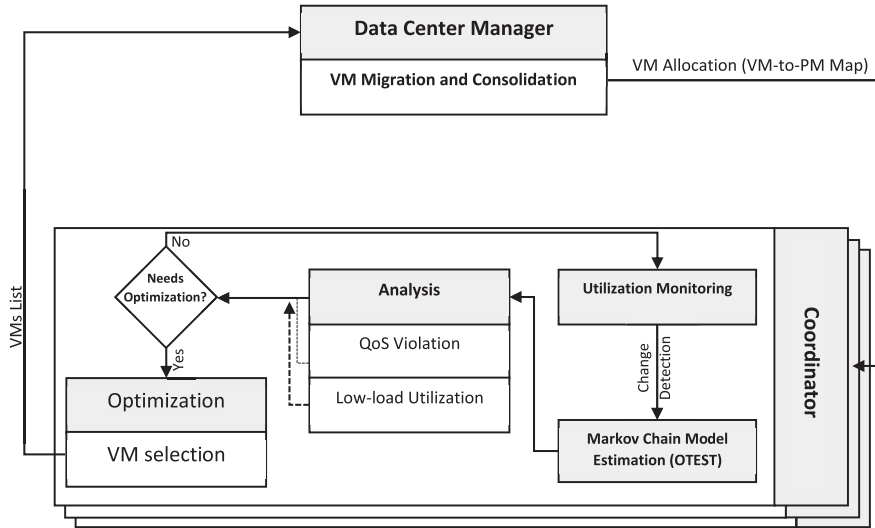 Data Center Manager
VM Migration and Consolidation
VM Allocation (VM-to-PM Map)
VMs List
No
Needs
Optimization?
Yes
Optimization
VM selection
Analysis
QoS Violation
Low-load Utilization
Utilization Monitoring
Change
Detection
Markov Chain Model
Estimation (OTEST)
Coordinator